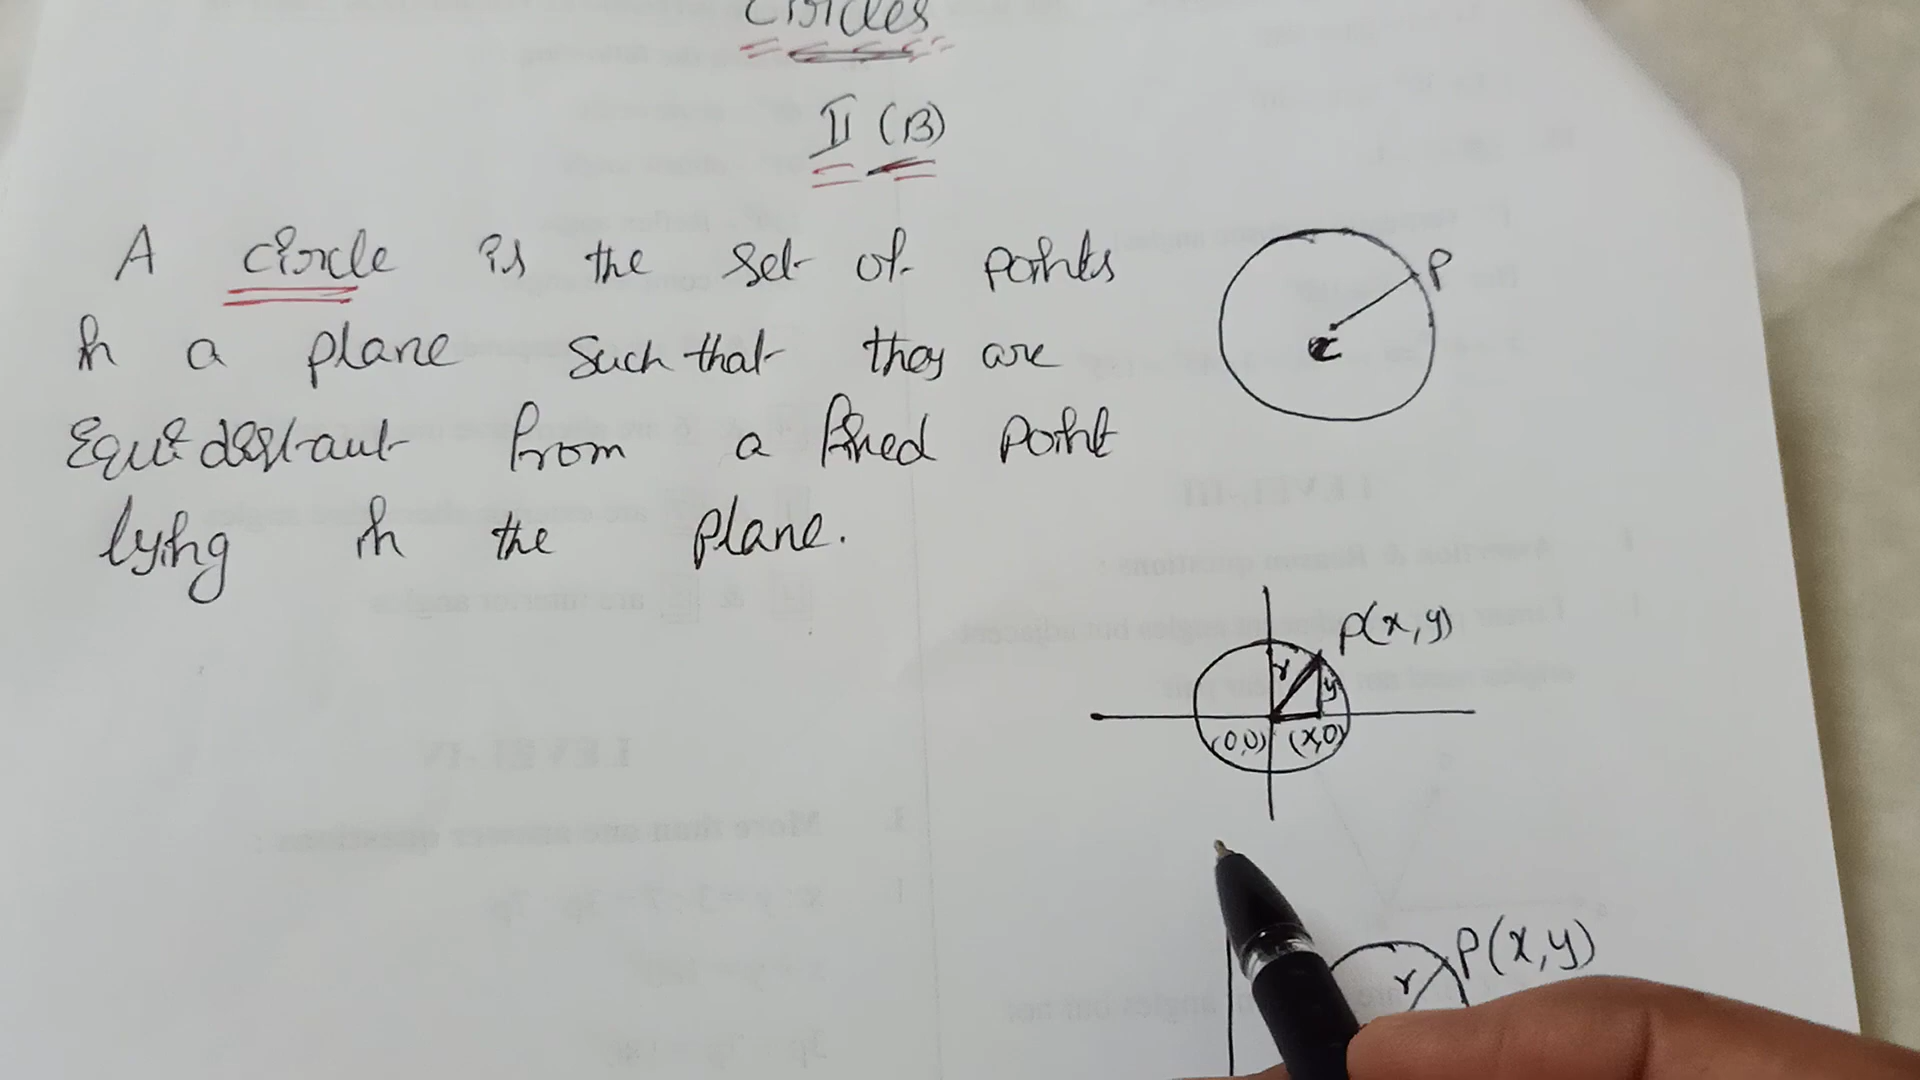 Circles
II (B)
A circle is the set of points
in a plane such that they are
Equidistant from a fixed point
lying in the plane.
P
c
P(x,y)
r
y
(0,0) (x,0)
P(x,y)
r